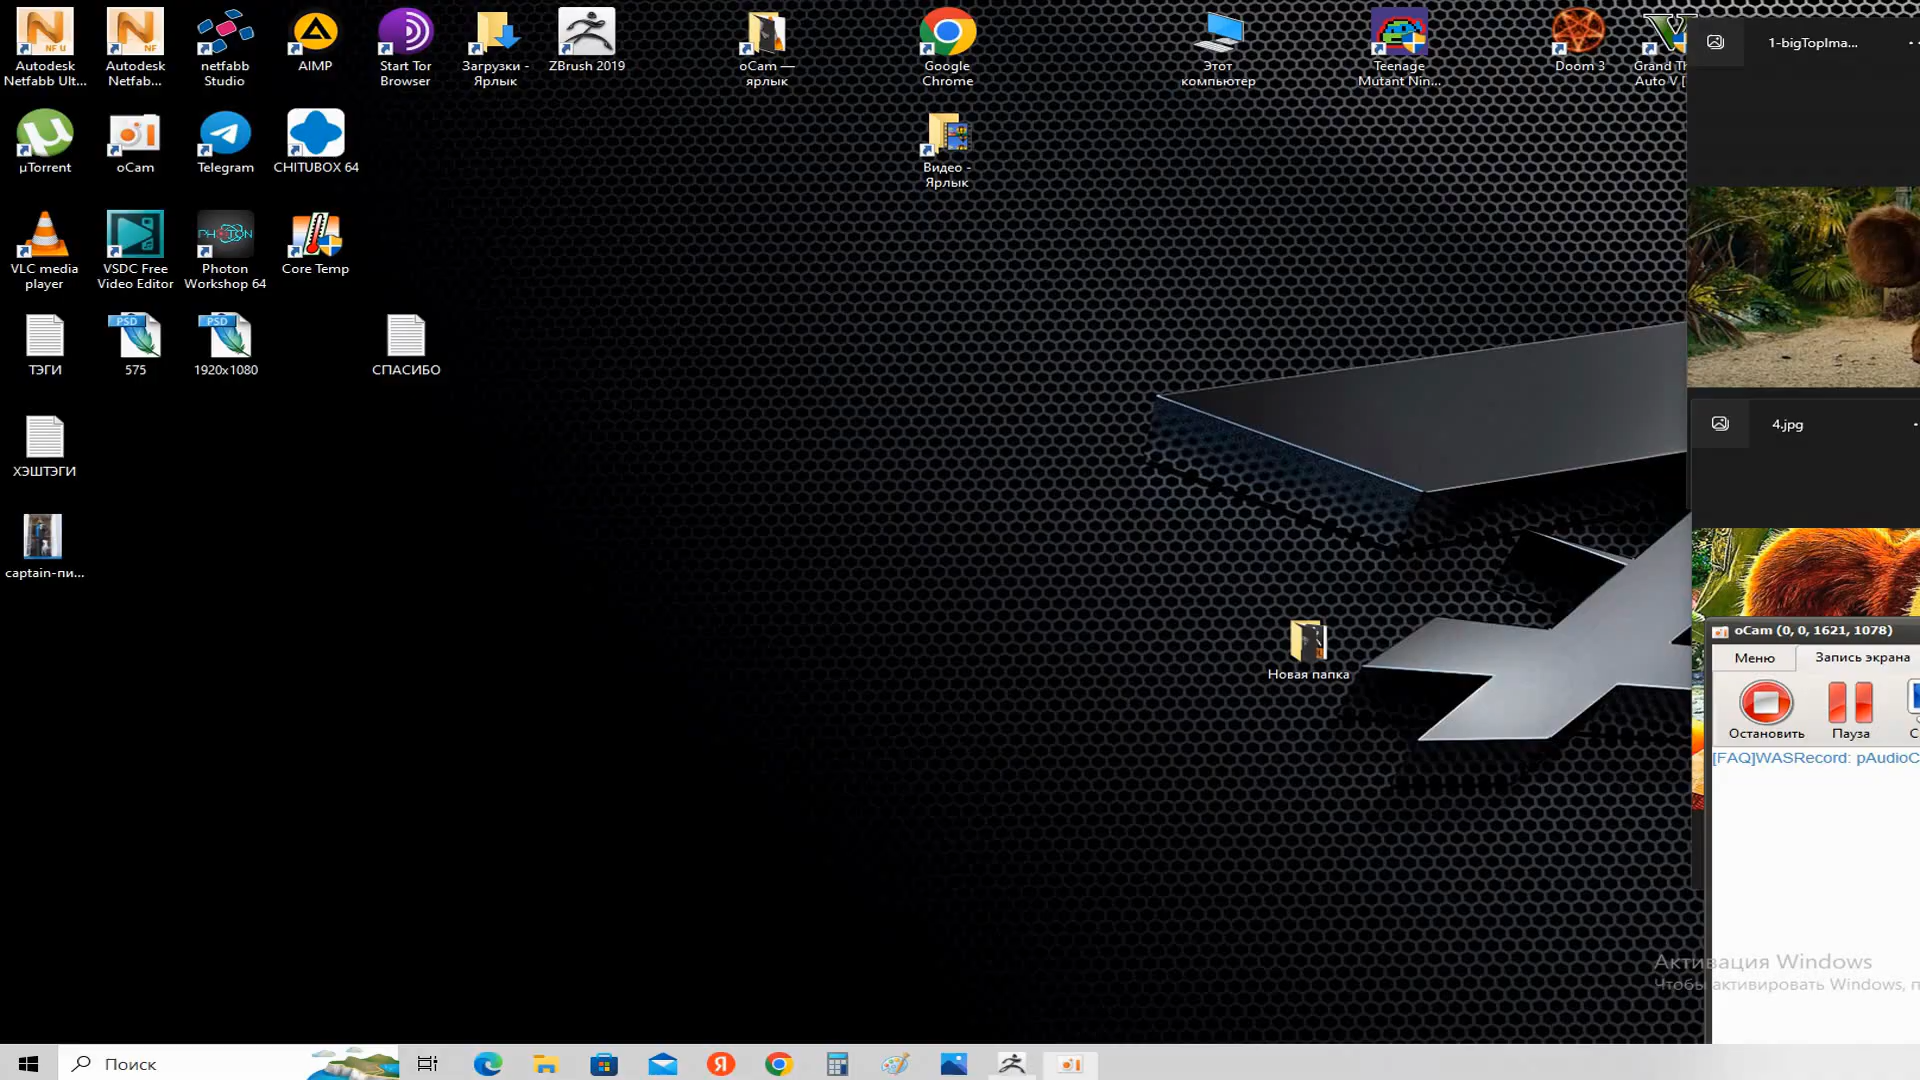 Autodesk
Netfabb Ult...
Autodesk
Netfabb...
netfabb
Studio
AIMP
Start Tor
Browser
Загрузки -
Ярлык
ZBrush 2019
oCam —
ярлык
Google
Chrome
Этот
компьютер
Teenage
Mutant Nin...
Doom 3
Grand Th
Auto V [
1-bigTopIma...
µTorrent
oCam
Telegram
CHITUBOX 64
Видео -
Ярлык
VLC media
player
VSDC Free
Video Editor
PHOTON
Photon
Workshop 64
Core Temp
ТЭГИ
PSD
575
PSD
1920x1080
СПАСИБО
4.jpg
ХЭШТЭГИ
captain-пи...
Новая папка
oCam (0, 0, 1621, 1078)
Меню
Запись экрана
Остановить
Пауза
С
[FAQ]WASRecord: pAudioC
Активация Windows
Чтобы активировать Windows, п
Поиск